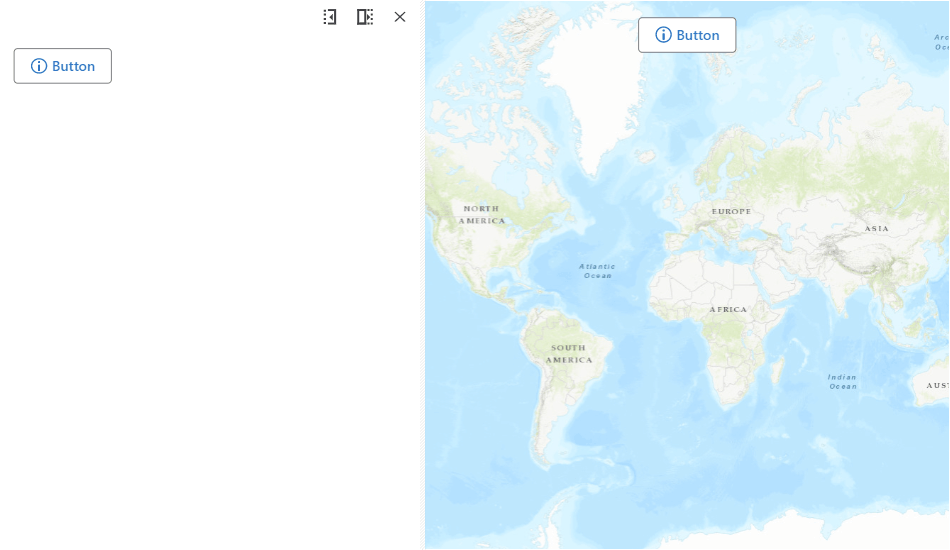 Button
Button
Arc
Oce
NORTH
AMERICA
EUROPE
ASIA
Atlantic
Ocean
AFRICA
SOUTH
AMERICA
Indian
Ocean
AUST